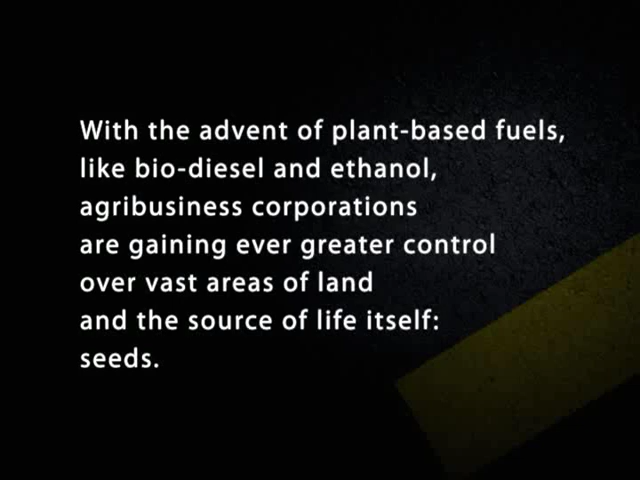 With the advent of plant-based fuels,
like bio-diesel and ethanol,
agribusiness corporations
are gaining ever greater control
over vast areas of land
and the source of life itself:
seeds.